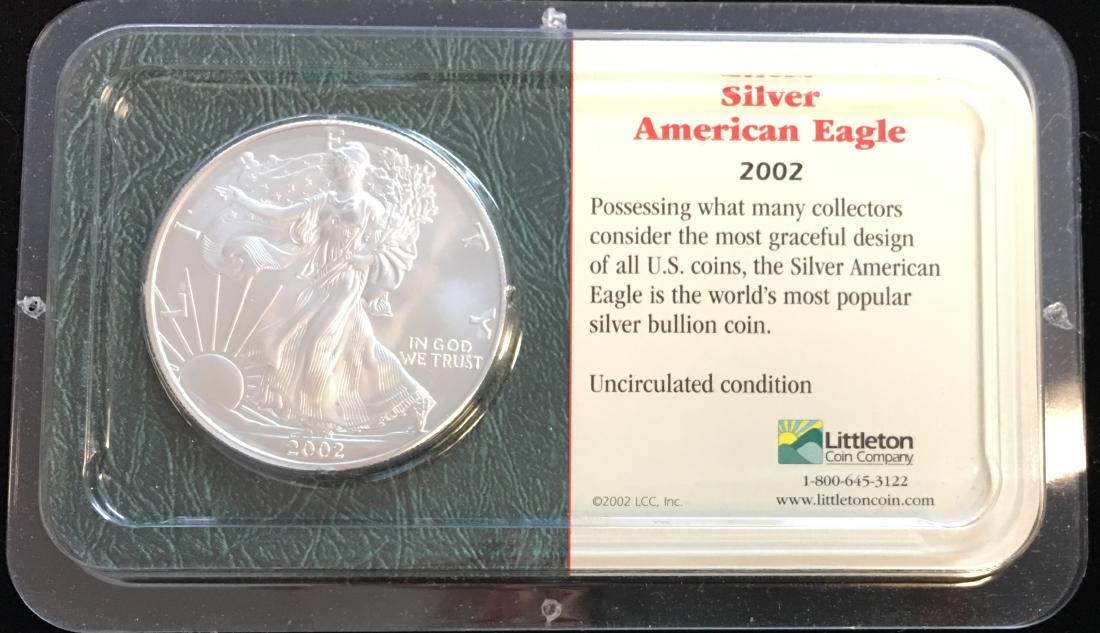 LIBERTY
IN GOD
WE TRUST
2002
Silver
American Eagle
2002
Possessing what many collectors
consider the most graceful design
of all U.S. coins, the Silver American
Eagle is the world's most popular
silver bullion coin.
Uncirculated condition
Littleton
Coin Company
1-800-645-3122
©2002 LCC, Inc.
www.littletoncoin.com